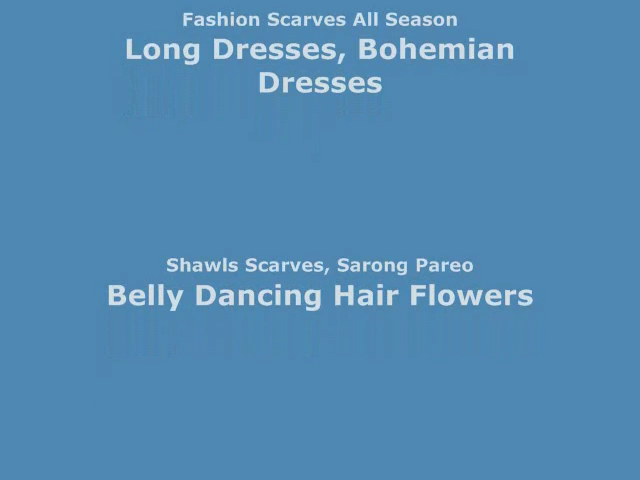 Fashion Scarves All Season
Long Dresses, Bohemian
Dresses
Shawls Scarves, Sarong Pareo
Belly Dancing Hair Flowers